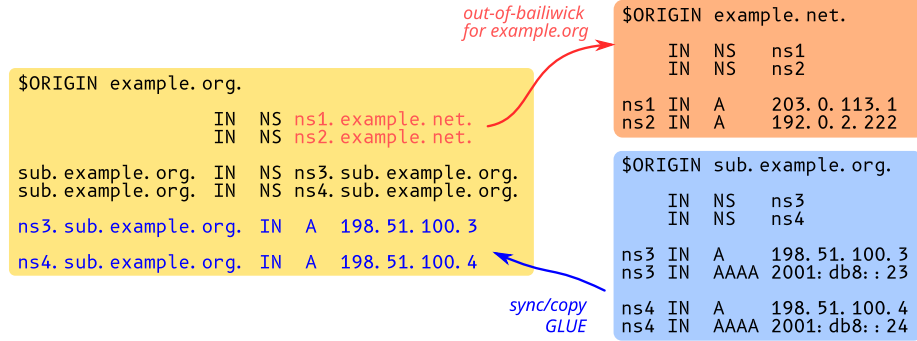 out-of-bailiwick
for example.org
$ORIGIN example.org.
IN NS ns1.example.net.
IN NS ns2.example.net.
sub.example.org. IN NS ns3.sub.example.org.
sub.example.org. IN NS ns4.sub.example.org.
ns3.sub.example.org. IN A 198.51.100.3
ns4.sub.example.org. IN A 198.51.100.4
sync/copy
GLUE
$ORIGIN example.net.
IN NS ns1
IN NS ns2
ns1 IN A 203.0.113.1
ns2 IN A 192.0.2.222
$ORIGIN sub.example.org.
IN NS ns3
IN NS ns4
ns3 IN A 198.51.100.3
ns3 IN AAAA 2001:db8::23
ns4 IN A 198.51.100.4
ns4 IN AAAA 2001:db8::24